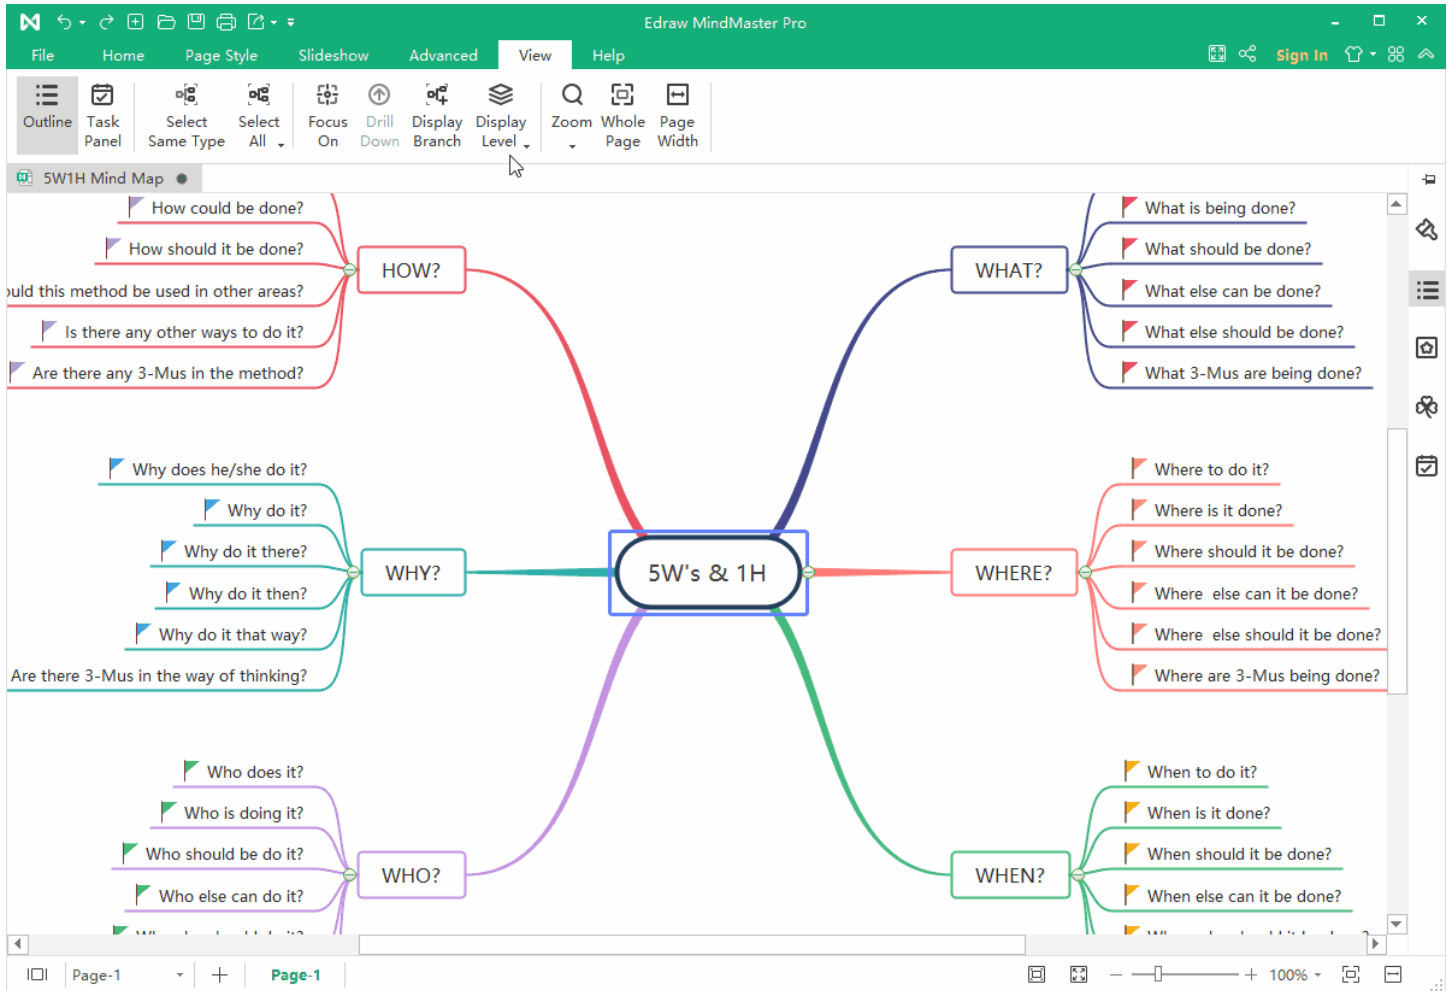 Edraw MindMaster Pro
File Home Page Style Slideshow Advanced View Help Sign In
Outline
Task Panel
Select Same Type
Select All
Focus On
Drill Down
Display Branch
Display Level
Zoom
Whole Page
Page Width
5W1H Mind Map
How could be done?
How should it be done?
this method be used in other areas?
Is there any other ways to do it?
Are there any 3-Mus in the method?
HOW?
What is being done?
What should be done?
What else can be done?
What else should be done?
What 3-Mus are being done?
WHAT?
Why does he/she do it?
Why do it?
Why do it there?
Why do it then?
Why do it that way?
Are there 3-Mus in the way of thinking?
WHY?
5W's & 1H
WHERE?
Where to do it?
Where is it done?
Where should it be done?
Where  else can it be done?
Where  else should it be done?
Where are 3-Mus being done?
Who does it?
Who is doing it?
Who should be do it?
Who else can do it?
WHO?
WHEN?
When to do it?
When is it done?
When should it be done?
When else can it be done?
Page-1
Page-1
100%